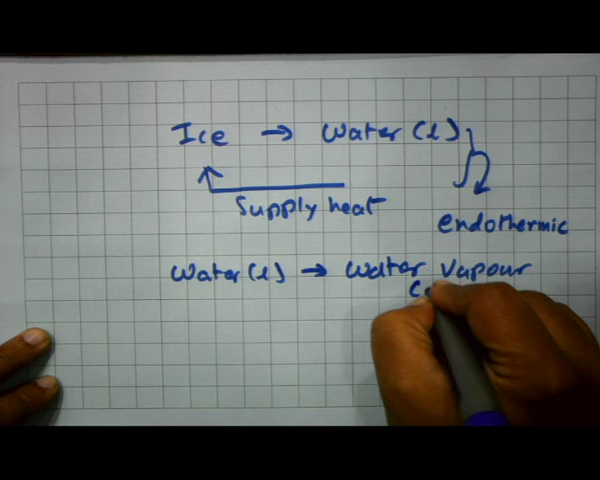 Ice → Water (l)
Supply heat
endothermic
Water (l) → Water Vapour
(